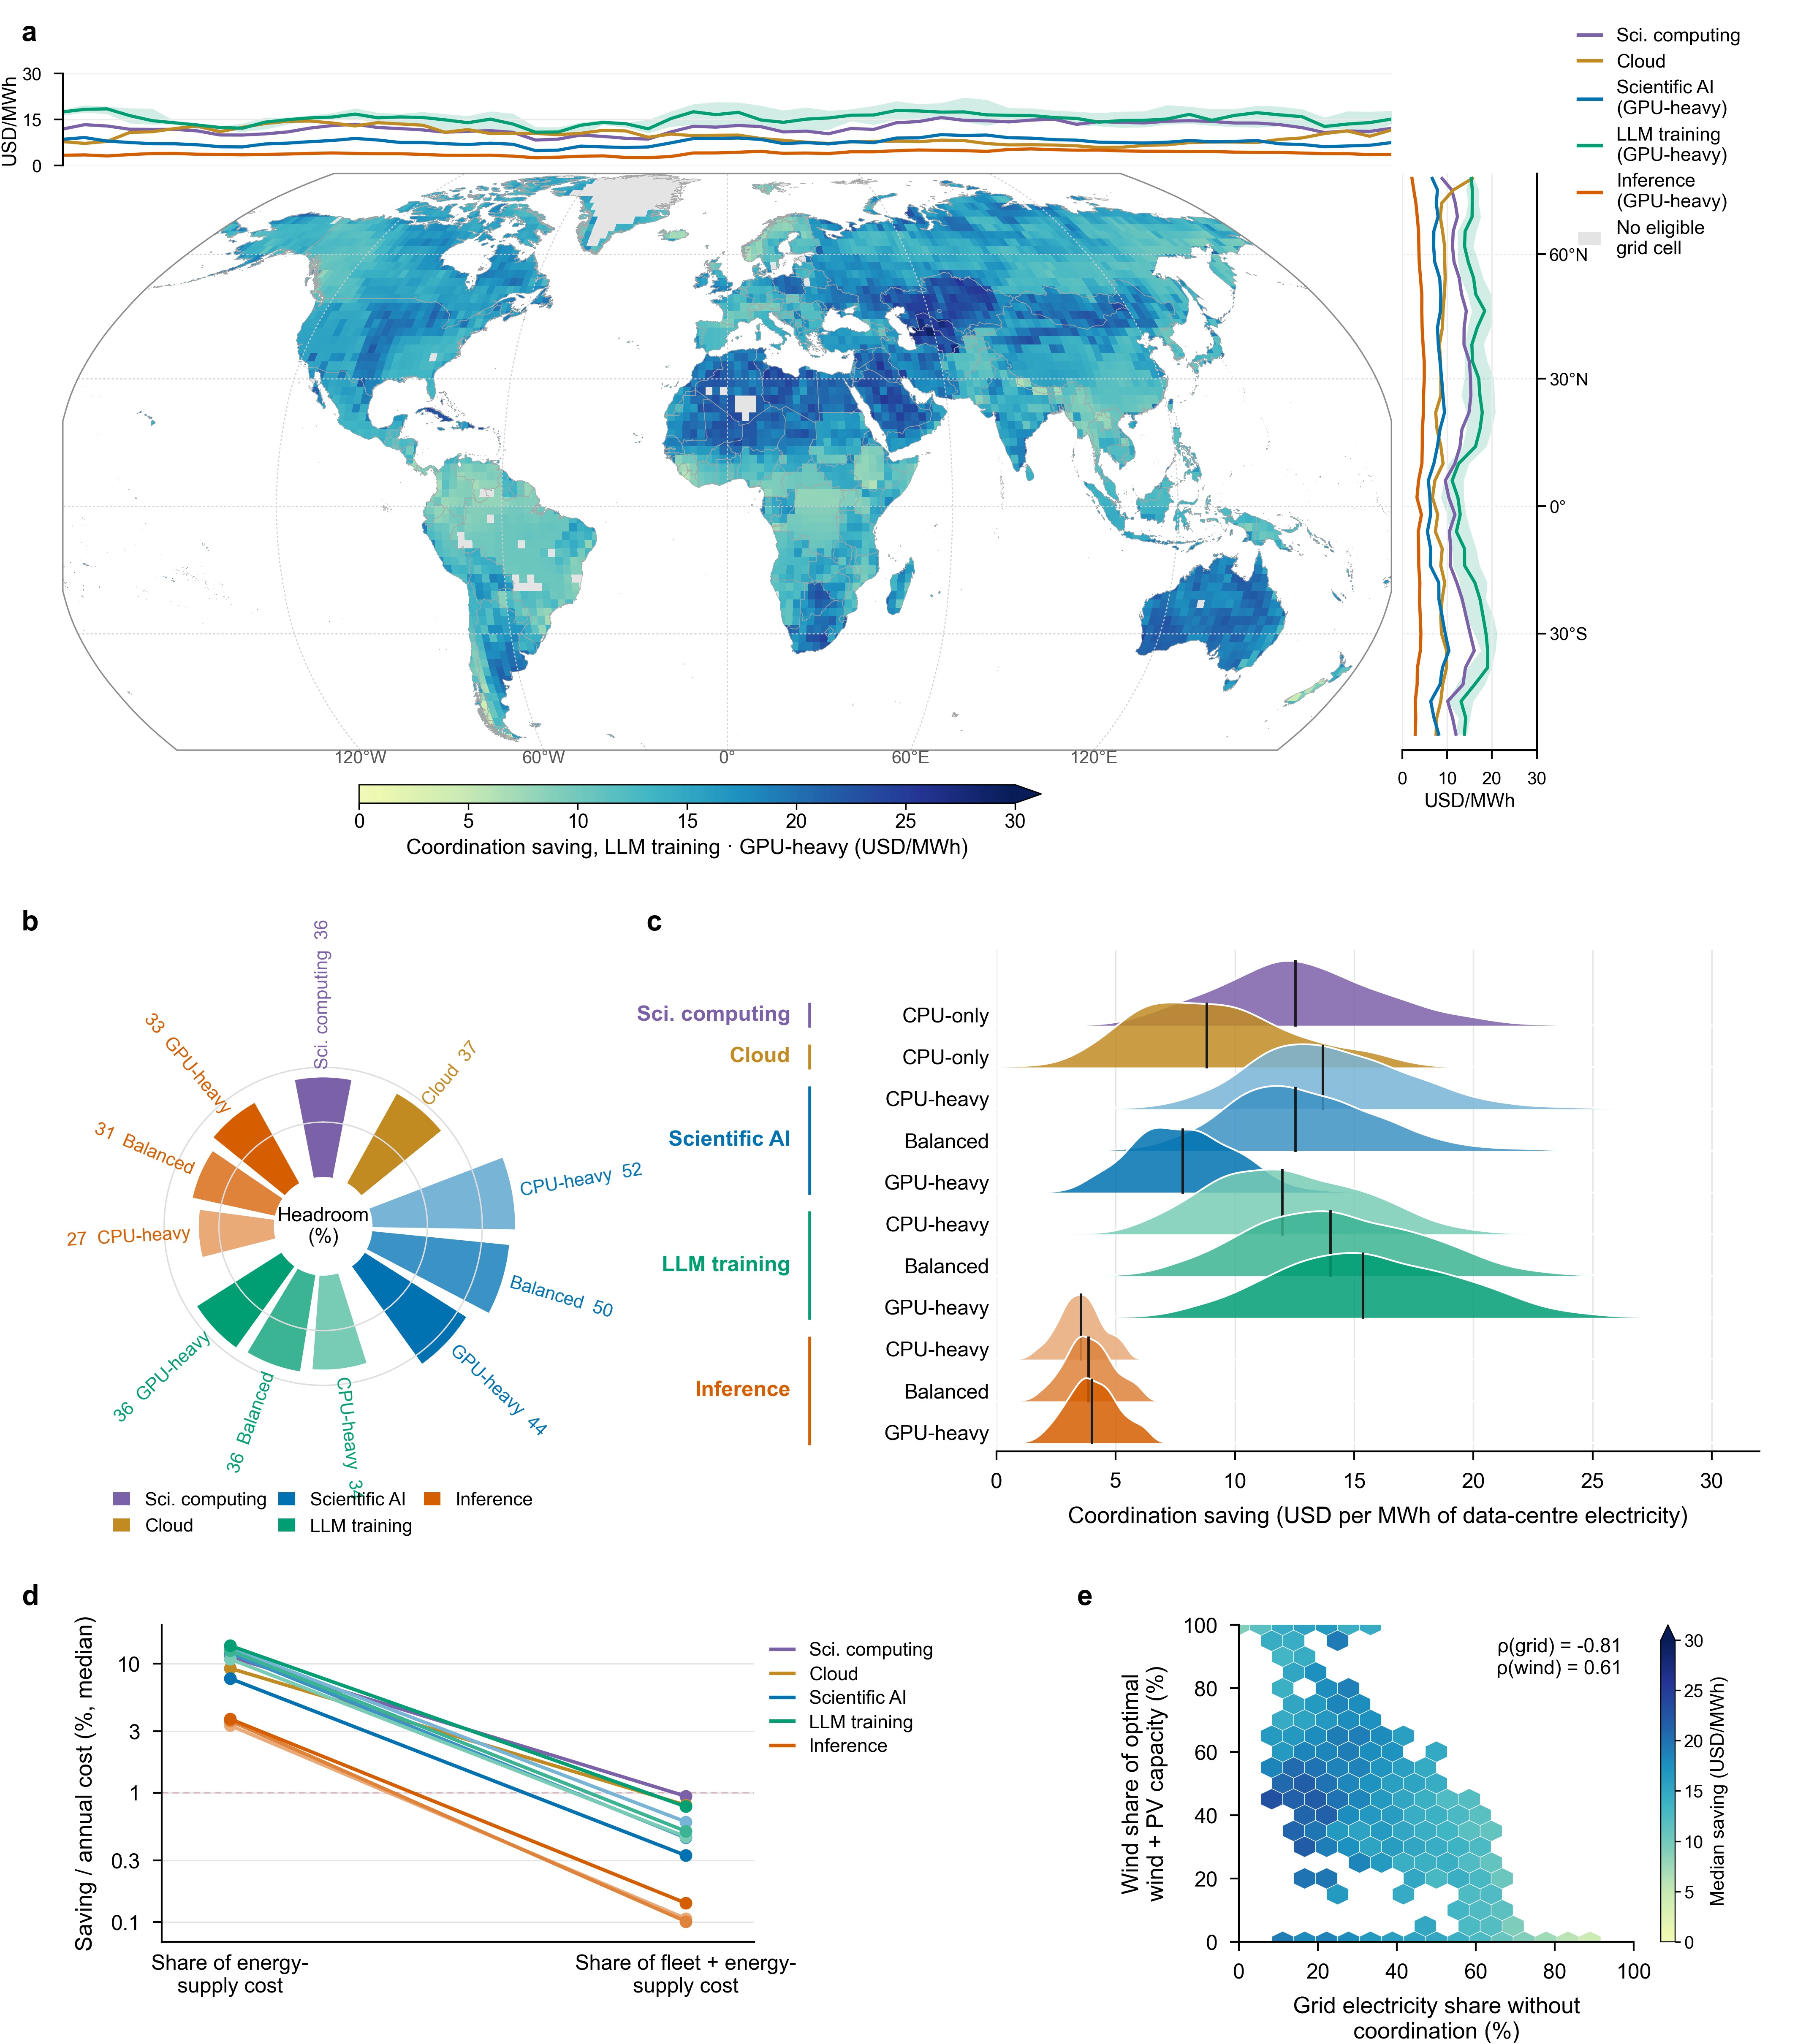 a
USD/MWh
30
15
0
Sci. computing
Cloud
Scientific AI
(GPU-heavy)
LLM training
(GPU-heavy)
Inference
(GPU-heavy)
No eligible
grid cell
60°N
30°N
0°
30°S
0 10 20 30
USD/MWh
120°W 60°W 0° 60°E 120°E
0 5 10 15 20 25 30
Coordination saving, LLM training · GPU-heavy (USD/MWh)
b
Sci. computing 36
Cloud 37
CPU-heavy 52
Balanced 50
GPU-heavy 44
CPU-heavy 34
36 Balanced
36 GPU-heavy
27 CPU-heavy
31 Balanced
33 GPU-heavy
Headroom
(%)
Sci. computing
Scientific AI
Inference
Cloud
LLM training
c
Sci. computing
CPU-only
Cloud
CPU-only
Scientific AI
CPU-heavy
Balanced
GPU-heavy
LLM training
CPU-heavy
Balanced
GPU-heavy
Inference
CPU-heavy
Balanced
GPU-heavy
0 5 10 15 20 25 30
Coordination saving (USD per MWh of data-centre electricity)
d
Saving / annual cost (%, median)
10
3
1
0.3
0.1
Share of energy-
supply cost
Share of fleet + energy-
supply cost
Sci. computing
Cloud
Scientific AI
LLM training
Inference
e
Wind share of optimal
wind + PV capacity (%)
100
80
60
40
20
0
ρ(grid) = -0.81
ρ(wind) = 0.61
0 20 40 60 80 100
Grid electricity share without
coordination (%)
30
25
20
15
10
5
0
Median saving (USD/MWh)